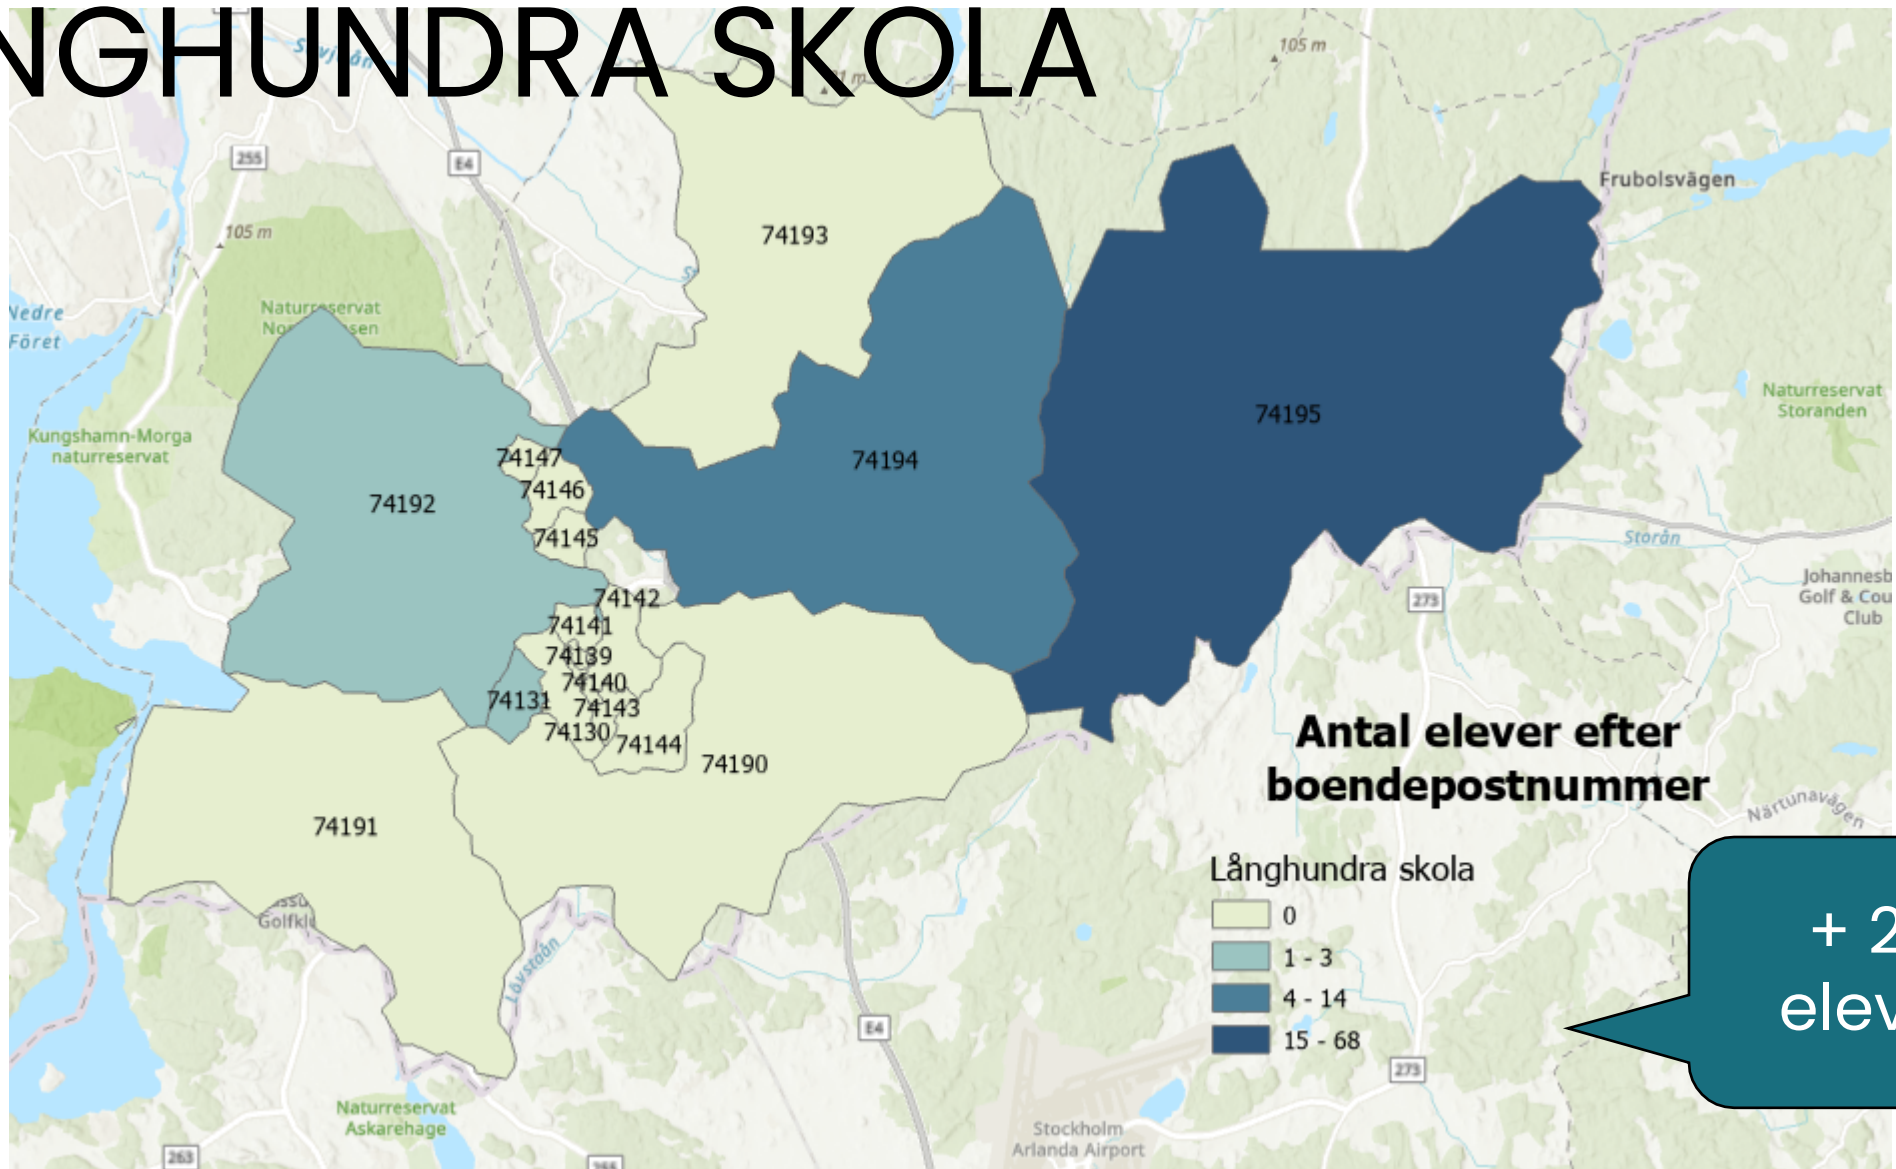 NGHUNDRA SKOLA
105 m
255
E4
Frubolsvägen
105 m
74193
Naturreservat
Nedre
Föret
Naturreservat
Storanden
74195
Kungshamn-Morga
naturreservat
74147
74194
74146
74192
74145
Storån
Johannesb
Golf & Cou
Club
74142
273
74141
74139
74140
74131
74143
74130
74144
74190
Antal elever efter
boendepostnummer
Närtunavägen
74191
Långhundra skola
0
1 - 3
4 - 14
15 - 68
+ 2
elev
Golfkl
Lövstaån
E4
273
Naturreservat
Askarehage
Stockholm
Arlanda Airport
263